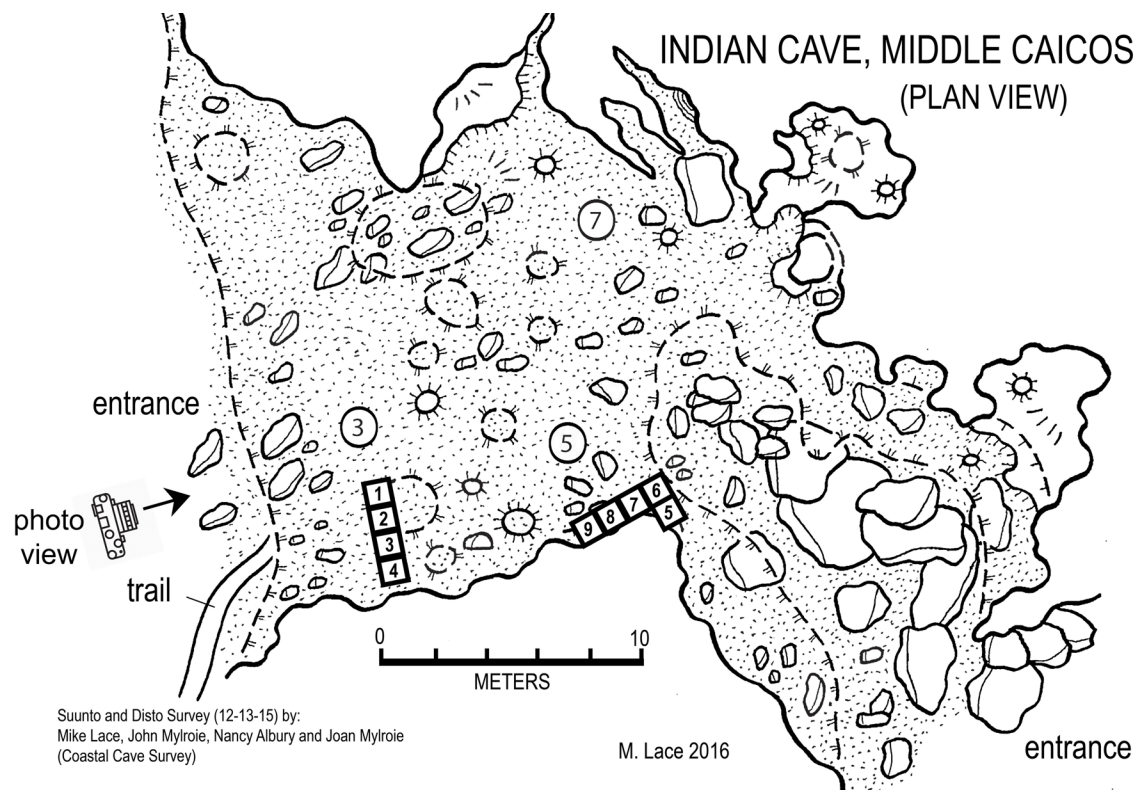 INDIAN CAVE, MIDDLE CAICOS
(PLAN VIEW)
7
entrance
3
5
1
2
3
4
9 8 7 6
5
photo
view
trail
0 10
METERS
Suunto and Disto Survey (12-13-15) by:
Mike Lace, John Mylroie, Nancy Albury and Joan Mylroie
(Coastal Cave Survey)
M. Lace 2016
entrance